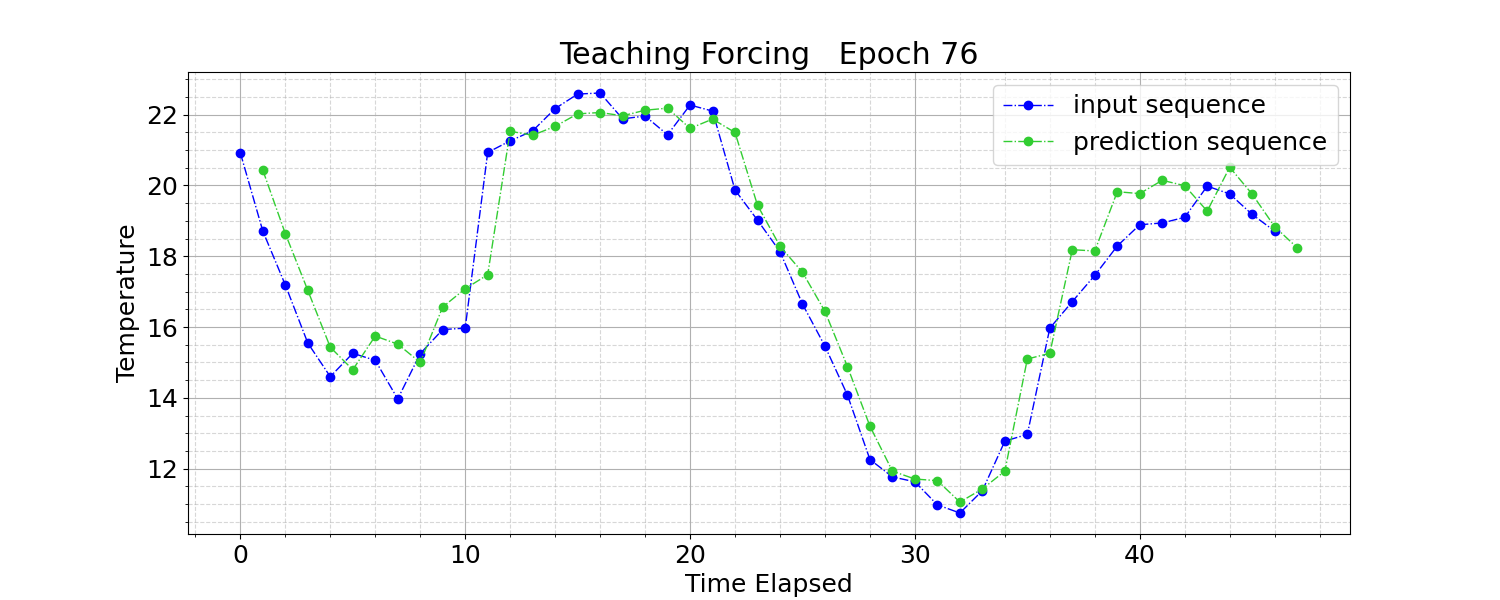 Teaching Forcing   Epoch 76
input sequence
prediction sequence
22
20
18
16
14
12
Temperature
0 10 20 30 40
Time Elapsed